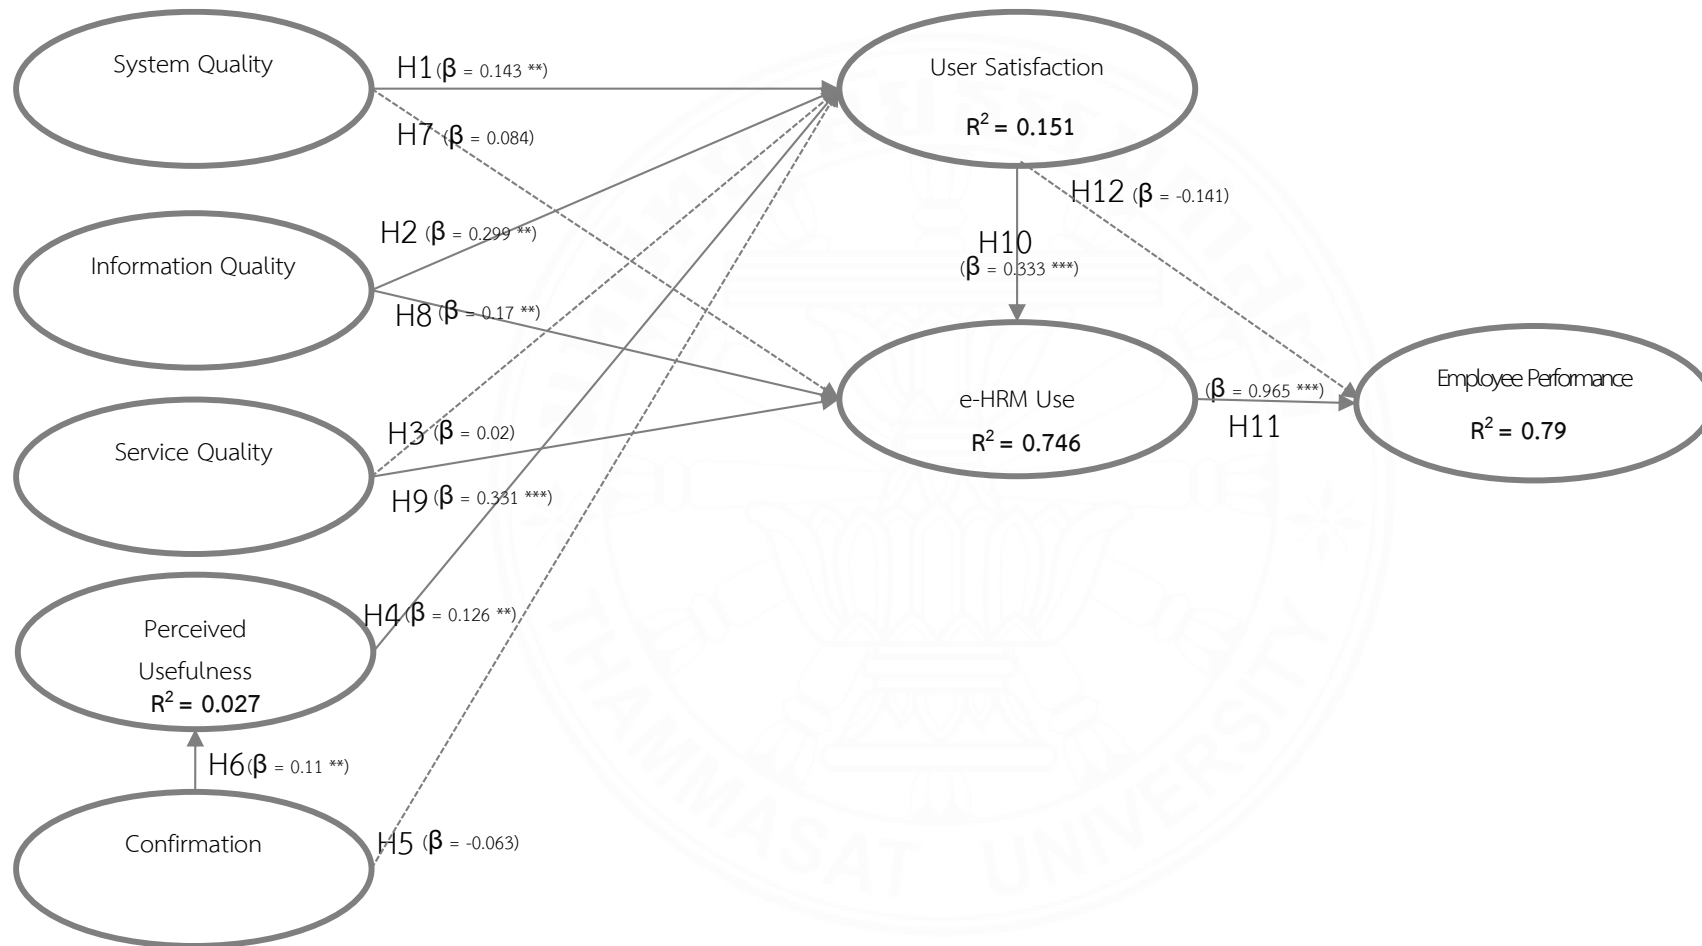 System Quality
H1(β = 0.143 **)
User Satisfaction
R² = 0.151
H7 (β = 0.084)
H12 (β = -0.141)
H2 (β = 0.299 **)
Information Quality
H10
(β = 0.333 ***)
H8 (β = 0.17 **)
e-HRM Use
R² = 0.746
(β = 0.965 ***)
H11
Employee Performance
R² = 0.79
Service Quality
H3 (β = 0.02)
H9 (β = 0.331 ***)
H4 (β = 0.126 **)
Perceived
Usefulness
R² = 0.027
H6(β = 0.11 **)
Confirmation
H5 (β = -0.063)
THAMMASAT UNIVERSITY